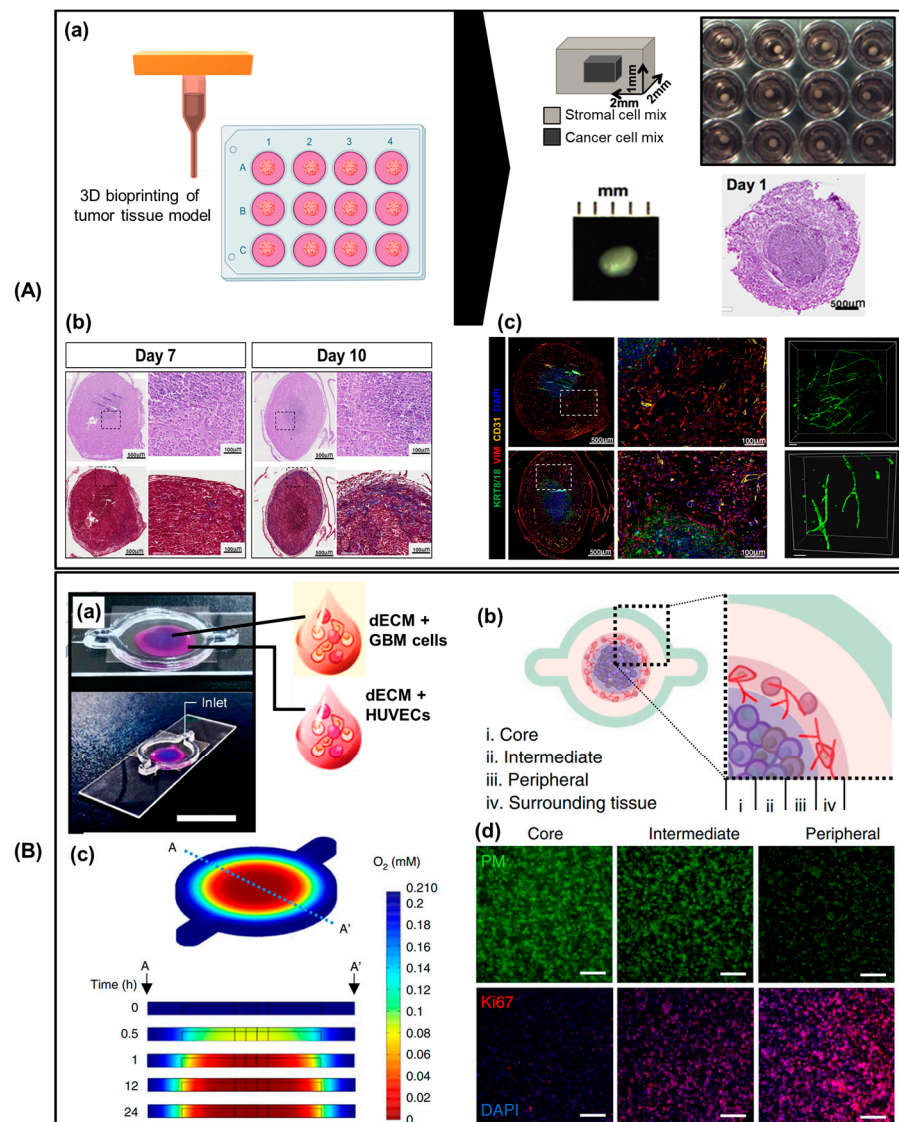 (A)
(a)
3D bioprinting of
tumor tissue model
1 2 3 4
A
B
C
1mm
2mm
2mm
Stromal cell mix
Cancer cell mix
mm
Day 1
500μm
(b)
Day 7
Day 10
500μm
100μm
500μm
100μm
500μm
100μm
500μm
100μm
(c)
KRT8/18 VIM CD31 DAPI
500μm
100μm
500μm
100μm
(B)
(a)
Inlet
dECM +
GBM cells
dECM +
HUVECs
(b)
i. Core
ii. Intermediate
iii. Peripheral
iv. Surrounding tissue
i ii iii iv
(c)
A
A'
O2 (mM)
0.210
0.2
0.18
0.16
0.14
0.12
0.1
0.08
0.06
0.04
0.02
0
Time (h)
A
A'
0
0.5
1
12
24
(d)
Core
Intermediate
Peripheral
PM
Ki67
DAPI